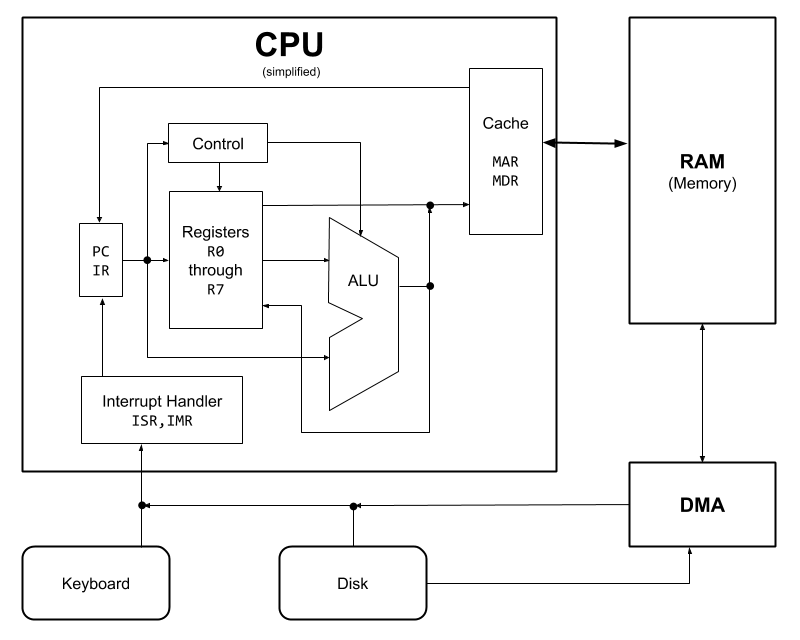 CPU
(simplified)
Cache
MAR
MDR
RAM
(Memory)
Control
Registers
R0
through
R7
PC
IR
ALU
Interrupt Handler
ISR,IMR
DMA
Keyboard
Disk